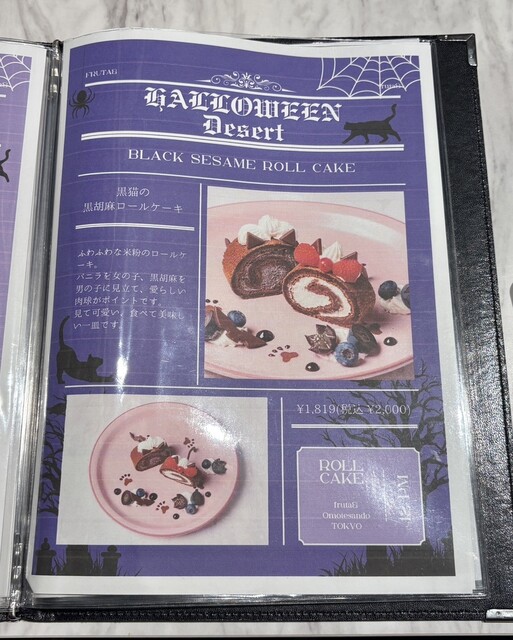 FRUTAG
HALLOWEEN
Desert
BLACK SESAME ROLL CAKE
黒猫の
黒胡麻ロールケーキ
ふわふわな米粉のロールケ
ーキ。
バニラを女の子、黒胡麻を
男の子に見立て、愛らしい
肉球がポイントです。
見て可愛い、食べて美味し
い一皿です。
¥1,819(税込 ¥2,000)
ROLL
CAKE
frutaG
Omotesando
TOKYO